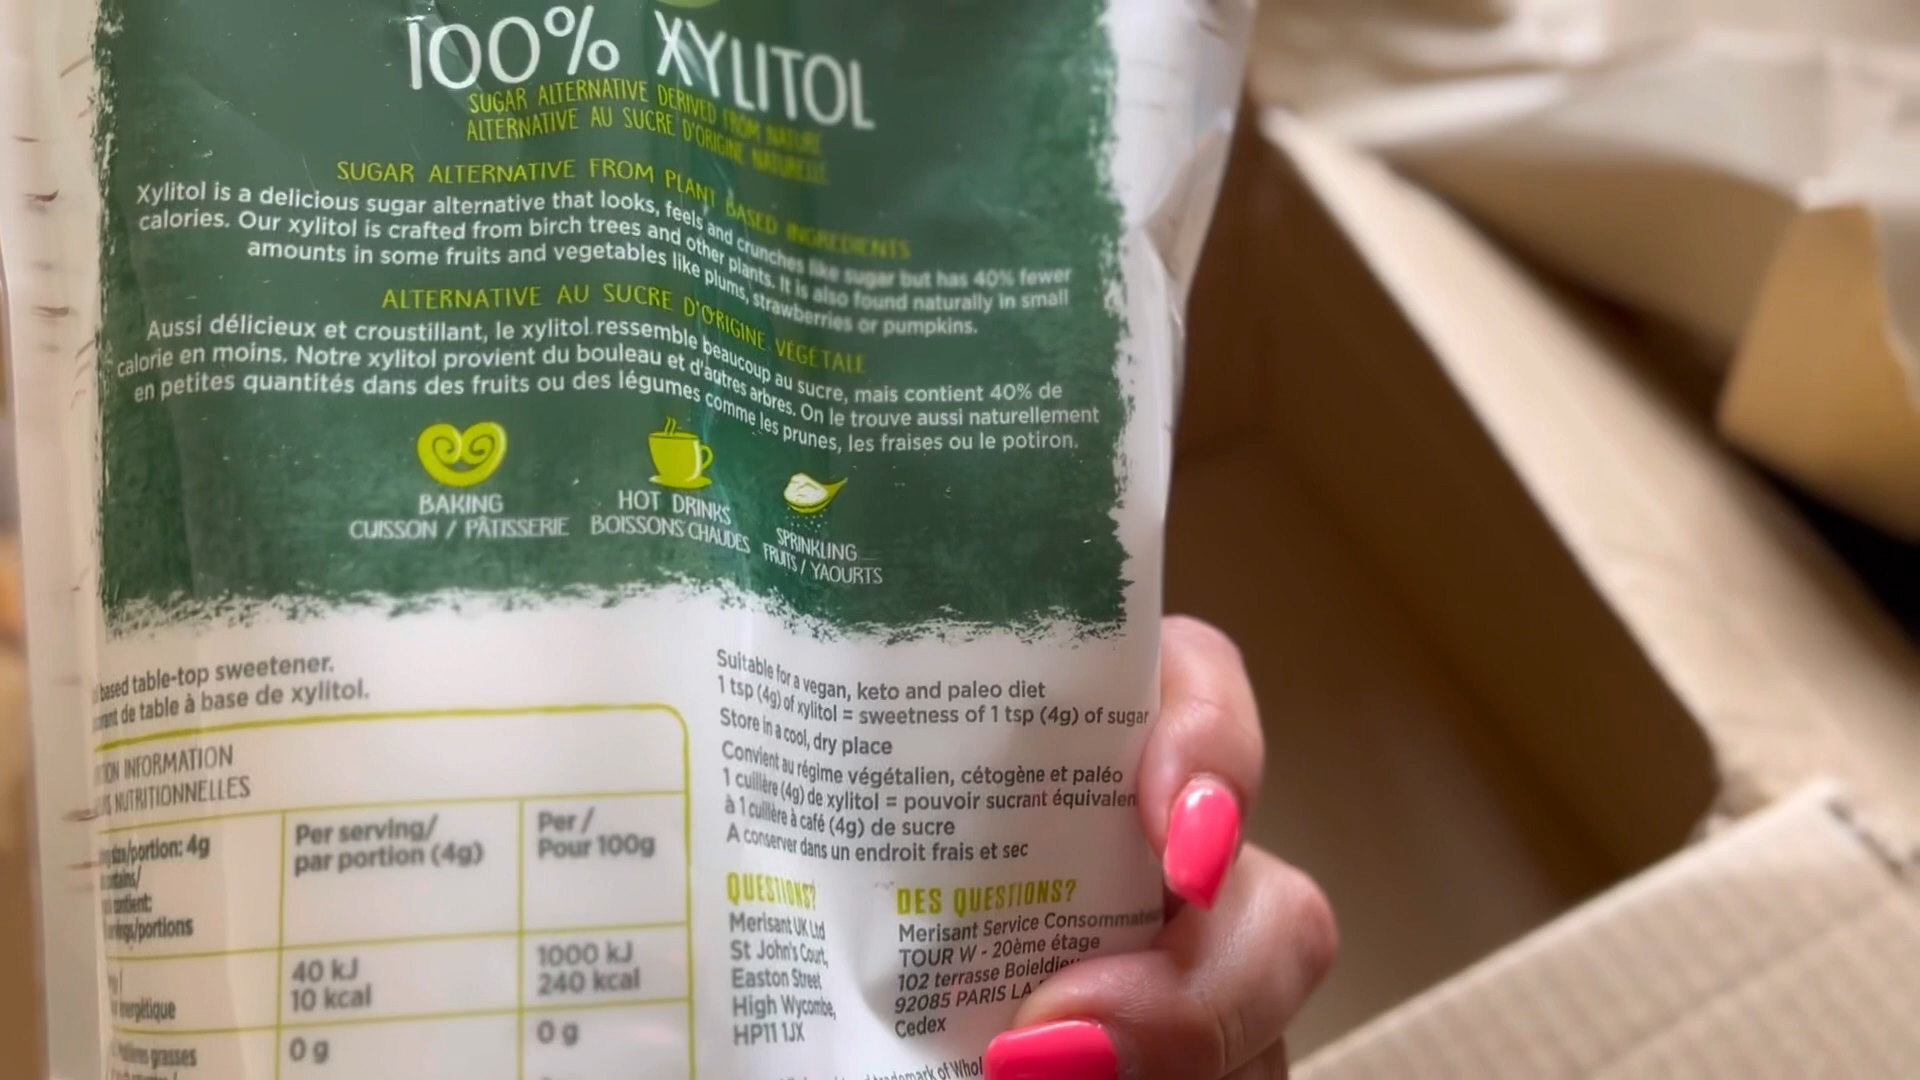 100% XYLITOL
SUGAR ALTERNATIVE DERIVED FROM NATURE
ALTERNATIVE AU SUCRE D'ORIGINE NATURELLE
SUGAR ALTERNATIVE FROM PLANT BASED INGREDIENTS
Xylitol is a delicious sugar alternative that looks, feels and crunches like sugar but has 40% fewer
calories. Our xylitol is crafted from birch trees and other plants. It is also found naturally in small
amounts in some fruits and vegetables like plums, strawberries or pumpkins.
ALTERNATIVE AU SUCRE D'ORIGINE VÉGÉTALE
Aussi délicieux et croustillant, le xylitol ressemble beaucoup au sucre, mais contient 40% de
calorie en moins. Notre xylitol provient du bouleau et d'autres arbres. On le trouve aussi naturellement
en petites quantités dans des fruits ou des légumes comme les prunes, les fraises ou le potiron.
BAKING
CUISSON / PÂTISSERIE
HOT DRINKS
BOISSONS CHAUDES
SPRINKLING
FRUITS / YAOURTS
based table-top sweetener.
de table à base de xylitol.
INFORMATION
NUTRITIONNELLES
/portion: 4g
/portions
Per serving/
par portion (4g)
Per /
Pour 100g
40 kJ
10 kcal
1000 kJ
240 kcal
grasses
0 g
0 g
Suitable for a vegan, keto and paleo diet
1 tsp (4g) of xylitol = sweetness of 1 tsp (4g) of sugar
Store in a cool, dry place
Convient au régime végétalien, cétogène et paléo
1 cuillère (4g) de xylitol = pouvoir sucrant équivalen
à 1 cuillère à café (4g) de sucre
A conserver dans un endroit frais et sec
QUESTIONS?
Merisant UK Ltd
St John's Court,
Easton Street
High Wycombe,
HP11 1JX
DES QUESTIONS?
Merisant Service Consommate
TOUR W - 20ème étage
102 terrasse Boieldieu
92085 PARIS LA
Cedex
of Whol